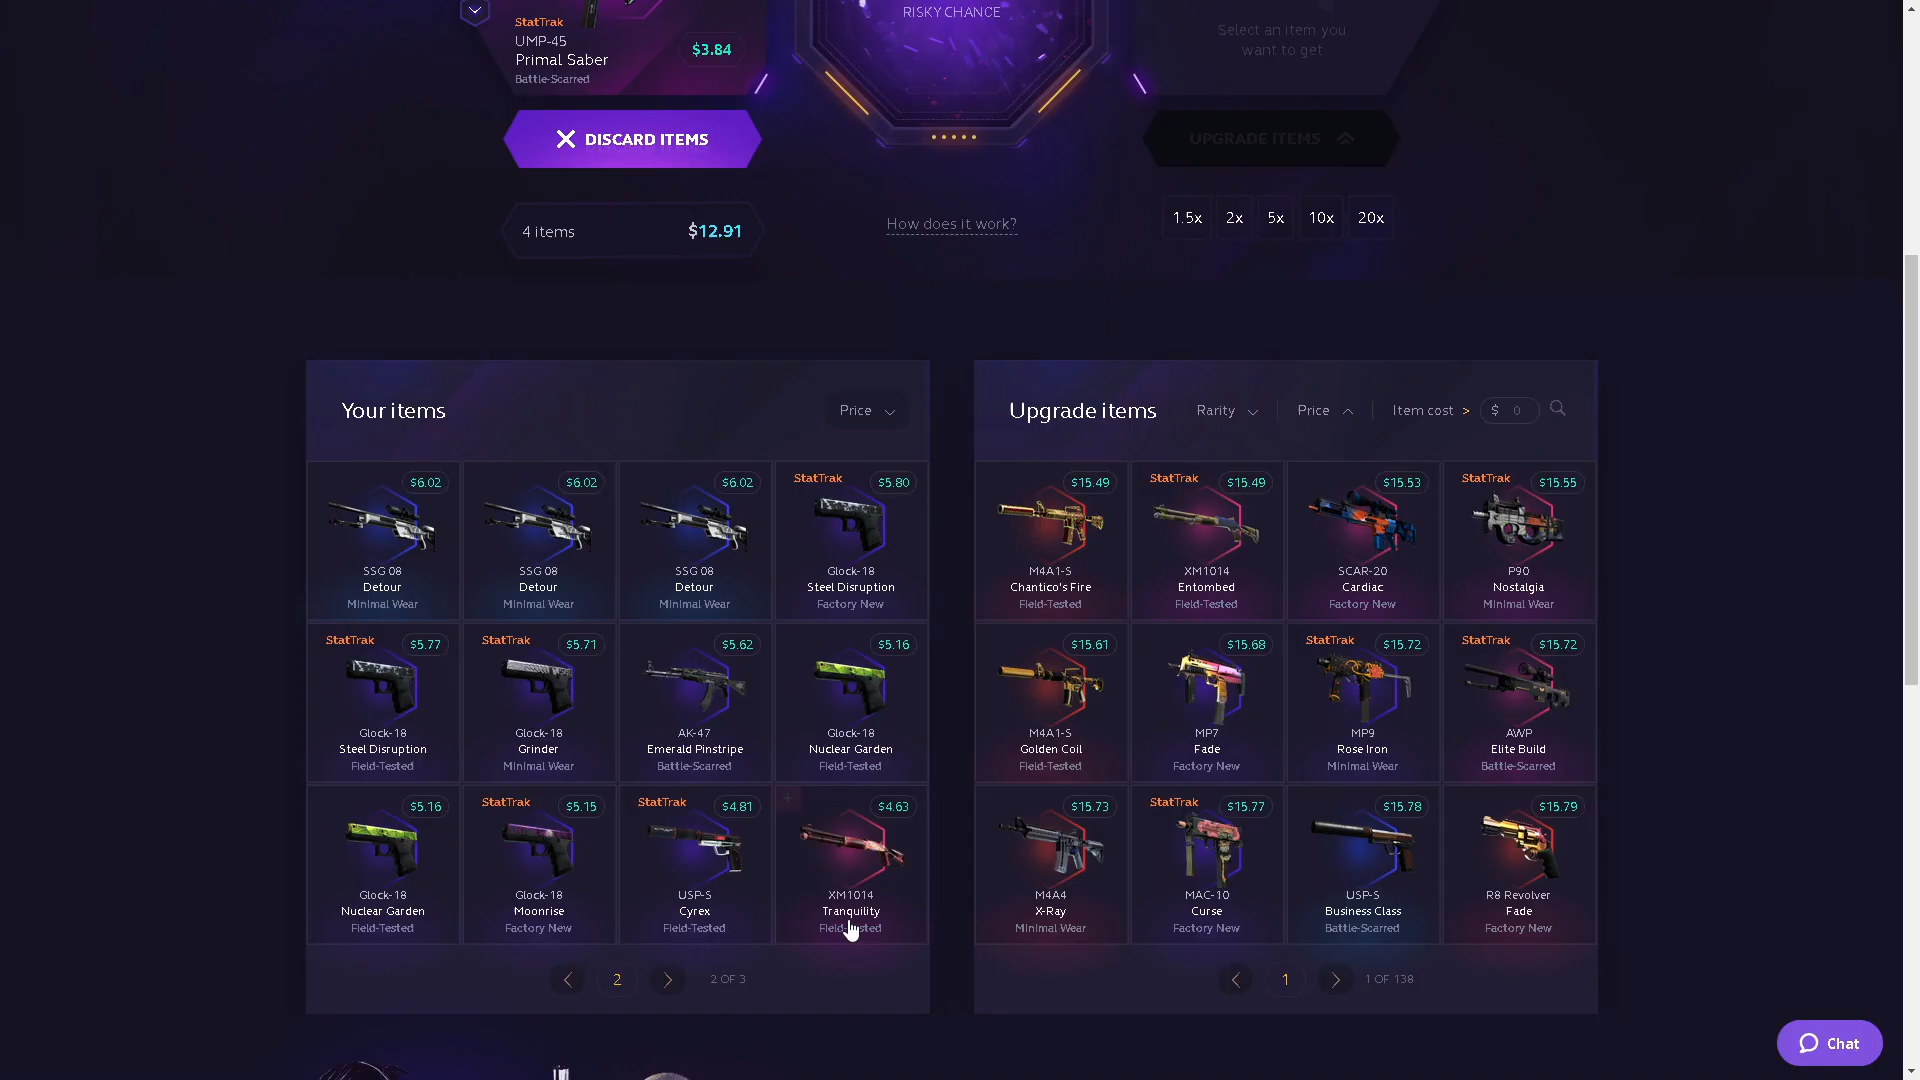 StatTrak
UMP-45
Primal Saber
Battle-Scarred
$3.84
RISKY CHANCE
Select an item you
want to get
DISCARD ITEMS
UPGRADE ITEMS
4 items
$12.91
How does it work?
1.5x 2x 5x 10x 20x
Your items
Price
$6.02
SSG 08
Detour
Minimal Wear
$6.02
SSG 08
Detour
Minimal Wear
$6.02
SSG 08
Detour
Minimal Wear
StatTrak $5.80
Glock-18
Steel Disruption
Factory New
StatTrak $5.77
Glock-18
Steel Disruption
Field-Tested
StatTrak $5.71
Glock-18
Grinder
Minimal Wear
$5.62
AK-47
Emerald Pinstripe
Battle-Scarred
$5.16
Glock-18
Nuclear Garden
Field-Tested
$5.16
Glock-18
Nuclear Garden
Field-Tested
StatTrak $5.15
Glock-18
Moonrise
Factory New
StatTrak $4.81
USP-S
Cyrex
Field-Tested
$4.63
XM1014
Tranquility
Field-Tested
2
2 OF 3
Upgrade items
Rarity
Price
Item cost > $ 0
$15.49
M4A1-S
Chantico's Fire
Field-Tested
StatTrak $15.49
XM1014
Entombed
Field-Tested
$15.53
SCAR-20
Cardiac
Factory New
StatTrak $15.55
P90
Nostalgia
Minimal Wear
$15.61
M4A1-S
Golden Coil
Field-Tested
$15.68
MP7
Fade
Factory New
StatTrak $15.72
MP9
Rose Iron
Minimal Wear
StatTrak $15.72
AWP
Elite Build
Battle-Scarred
$15.73
M4A4
X-Ray
Minimal Wear
StatTrak $15.77
MAC-10
Curse
Factory New
$15.78
USP-S
Business Class
Battle-Scarred
$15.79
R8 Revolver
Fade
Factory New
1
1 OF 138
Chat